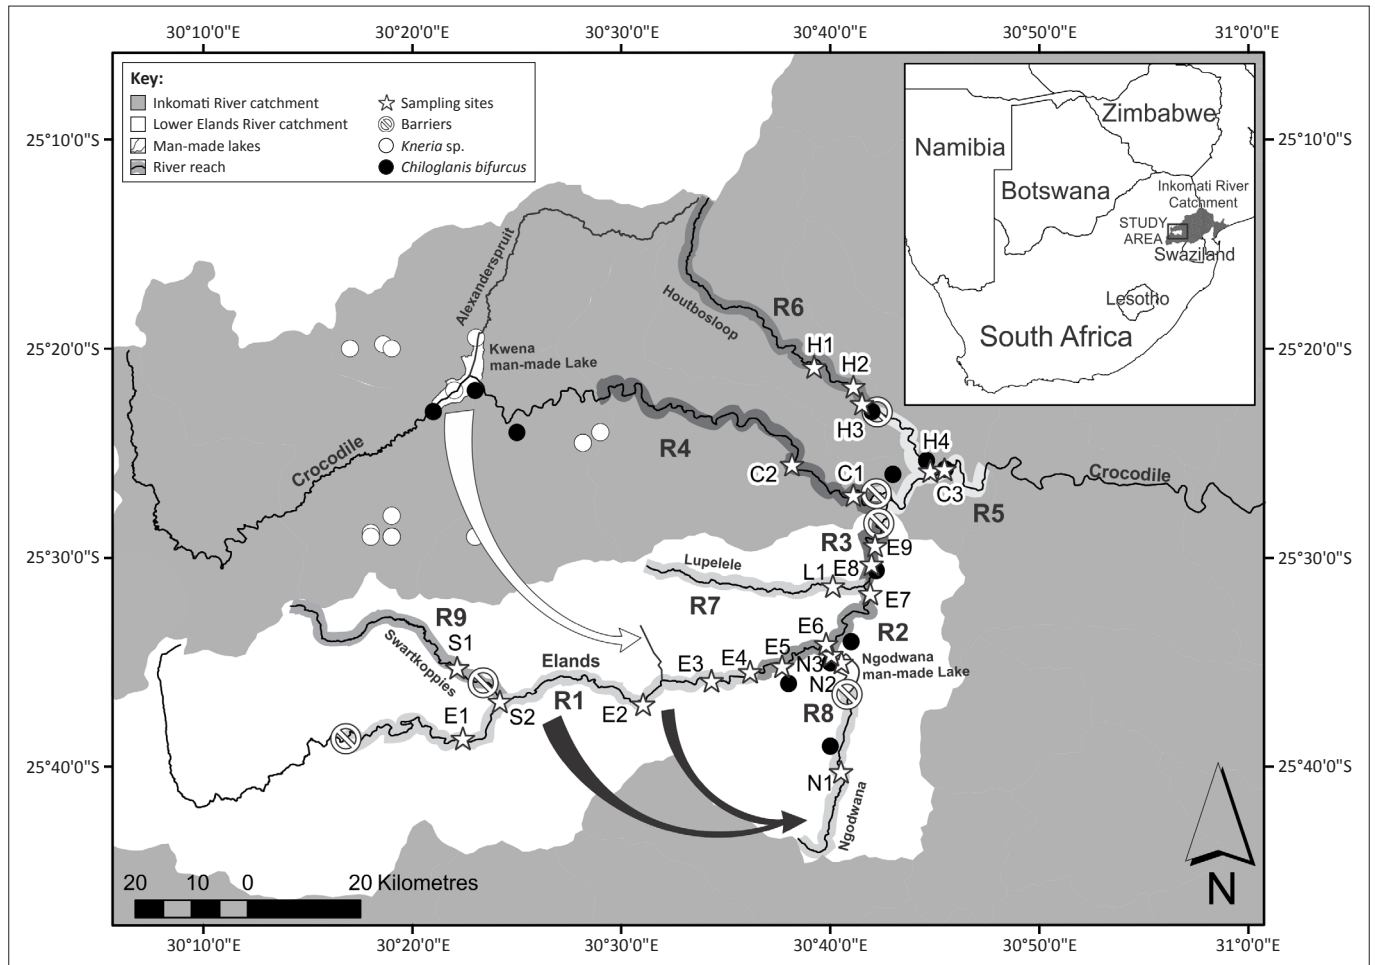 30°10'0"E 30°20'0"E 30°30'0"E 30°40'0"E 30°50'0"E 31°0'0"E
Key:
Inkomati River catchment
Lower Elands River catchment
Man-made lakes
River reach
Sampling sites
Barriers
Kneria sp.
Chiloglanis bifurcus
Zimbabwe
Namibia
Botswana
Inkomati River
Catchment
STUDY
AREA
Swaziland
Lesotho
South Africa
25°10'0"S 25°10'0"S
Alexanderspruit
Houtbosloop
R6
H1
25°20'0"S 25°20'0"S
Kwena
man-made Lake
H2
H3
R4
H4
Crocodile
C2
C1
C3
Crocodile
R5
R3
E9
25°30'0"S 25°30'0"S
Lupelele
L1
E8
R7
E7
R9
S1
Swartkoppies
E6
R2
Elands
E5
E4
E3
N3
Ngodwana
man-made Lake
N2
R1
E2
R8
E1
S2
25°40'0"S 25°40'0"S
N1
Ngodwana
20 10 0 20 Kilometres
N
30°10'0"E 30°20'0"E 30°30'0"E 30°40'0"E 30°50'0"E 31°0'0"E